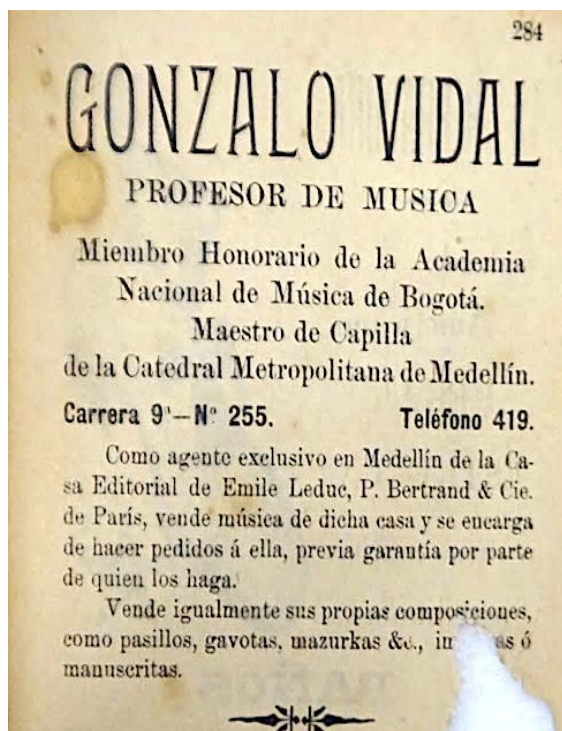 284
GONZALO VIDAL
PROFESOR DE MUSICA
Miembro Honorario de la Academia
Nacional de Música de Bogotá.
Maestro de Capilla
de la Catedral Metropolitana de Medellín.
Carrera 9ª—Nº 255. Teléfono 419.
Como agente exclusivo en Medellín de la Ca-
sa Editorial de Emile Leduc, P. Bertrand & Cie.
de París, vende música de dicha casa y se encarga
de hacer pedidos á ella, previa garantía por parte
de quien los haga.
Vende igualmente sus propias composiciones,
como pasillos, gavotas, mazurkas &c., ó
manuscritas.